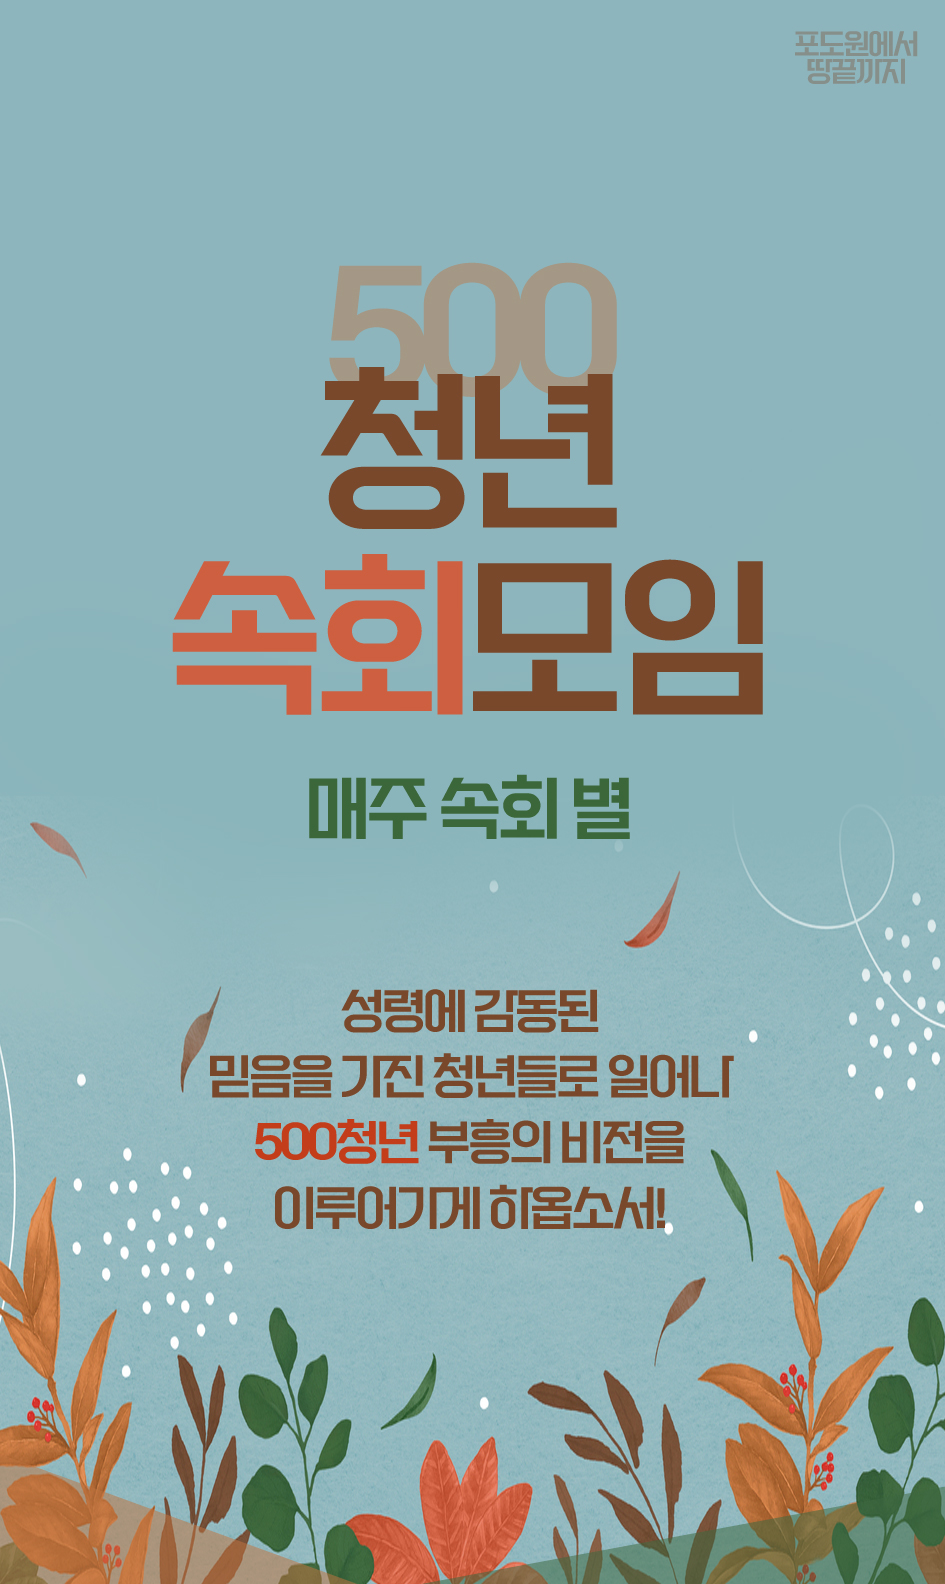 포도원에서
땅끝까지
500
청년
속회모임
매주 속회 별
성령에 감동된
믿음을 가진 청년들로 일어나
500청년 부흥의 비전을
이루어가게 하옵소서!